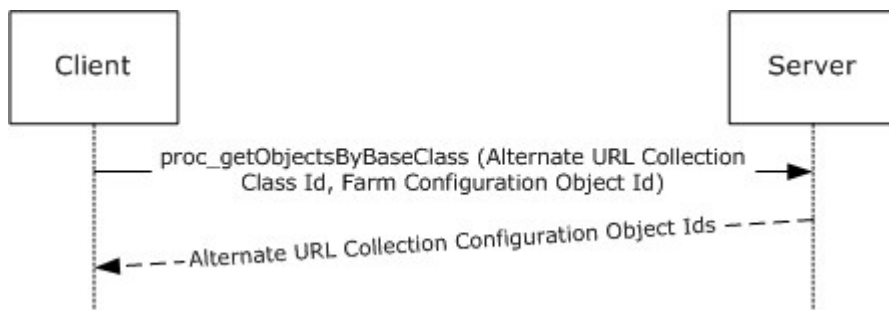 Client
Server
proc_getObjectsByBaseClass (Alternate URL Collection
Class Id, Farm Configuration Object Id)
Alternate URL Collection Configuration Object Ids